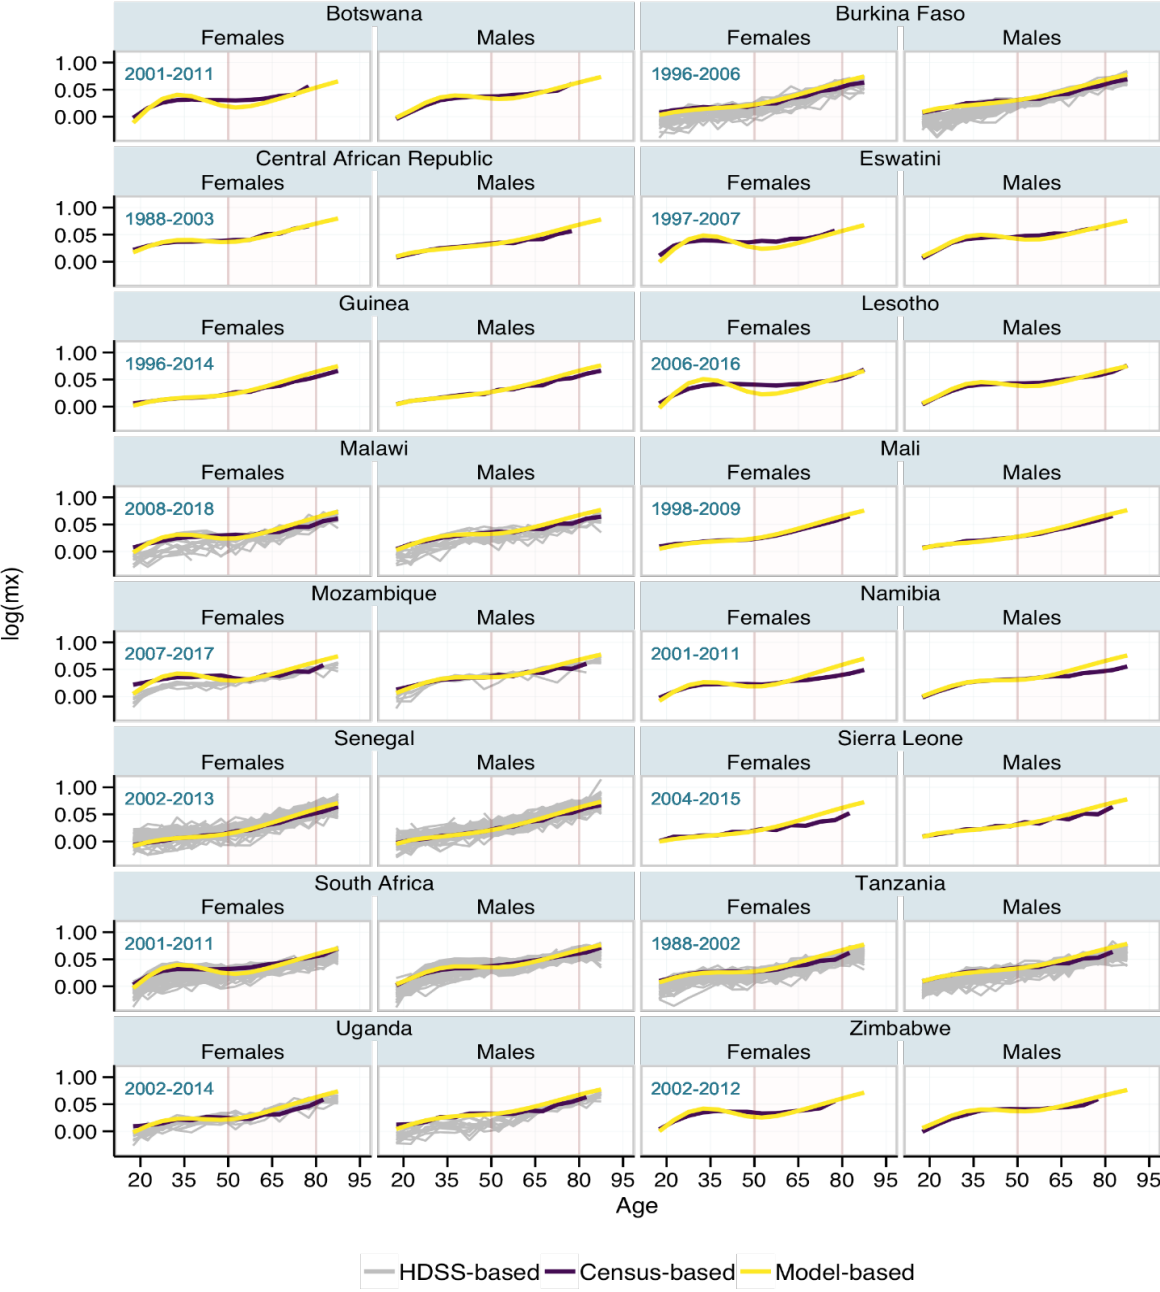 Botswana
Burkina Faso
Females
Males
Females
Males
1.00
0.05
0.00
2001-2011
1996-2006
Central African Republic
Eswatini
Females
Males
Females
Males
1.00
0.05
0.00
1988-2003
1997-2007
Guinea
Lesotho
Females
Males
Females
Males
1.00
0.05
0.00
1996-2014
2006-2016
Malawi
Mali
Females
Males
Females
Males
1.00
0.05
0.00
2008-2018
1998-2009
log(mx)
Mozambique
Namibia
Females
Males
Females
Males
1.00
0.05
0.00
2007-2017
2001-2011
Senegal
Sierra Leone
Females
Males
Females
Males
1.00
0.05
0.00
2002-2013
2004-2015
South Africa
Tanzania
Females
Males
Females
Males
1.00
0.05
0.00
2001-2011
1988-2002
Uganda
Zimbabwe
Females
Males
Females
Males
1.00
0.05
0.00
2002-2014
2002-2012
20 35 50 65 80 95 20 35 50 65 80 95 20 35 50 65 80 95 20 35 50 65 80 95
Age
HDSS-based Census-based Model-based